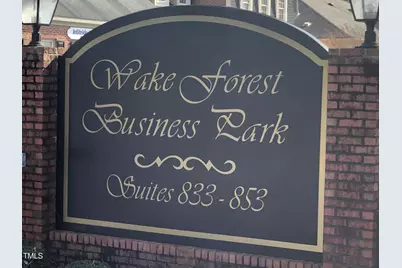 Wake Forest
Business Park
Suites 833-853
TMLS